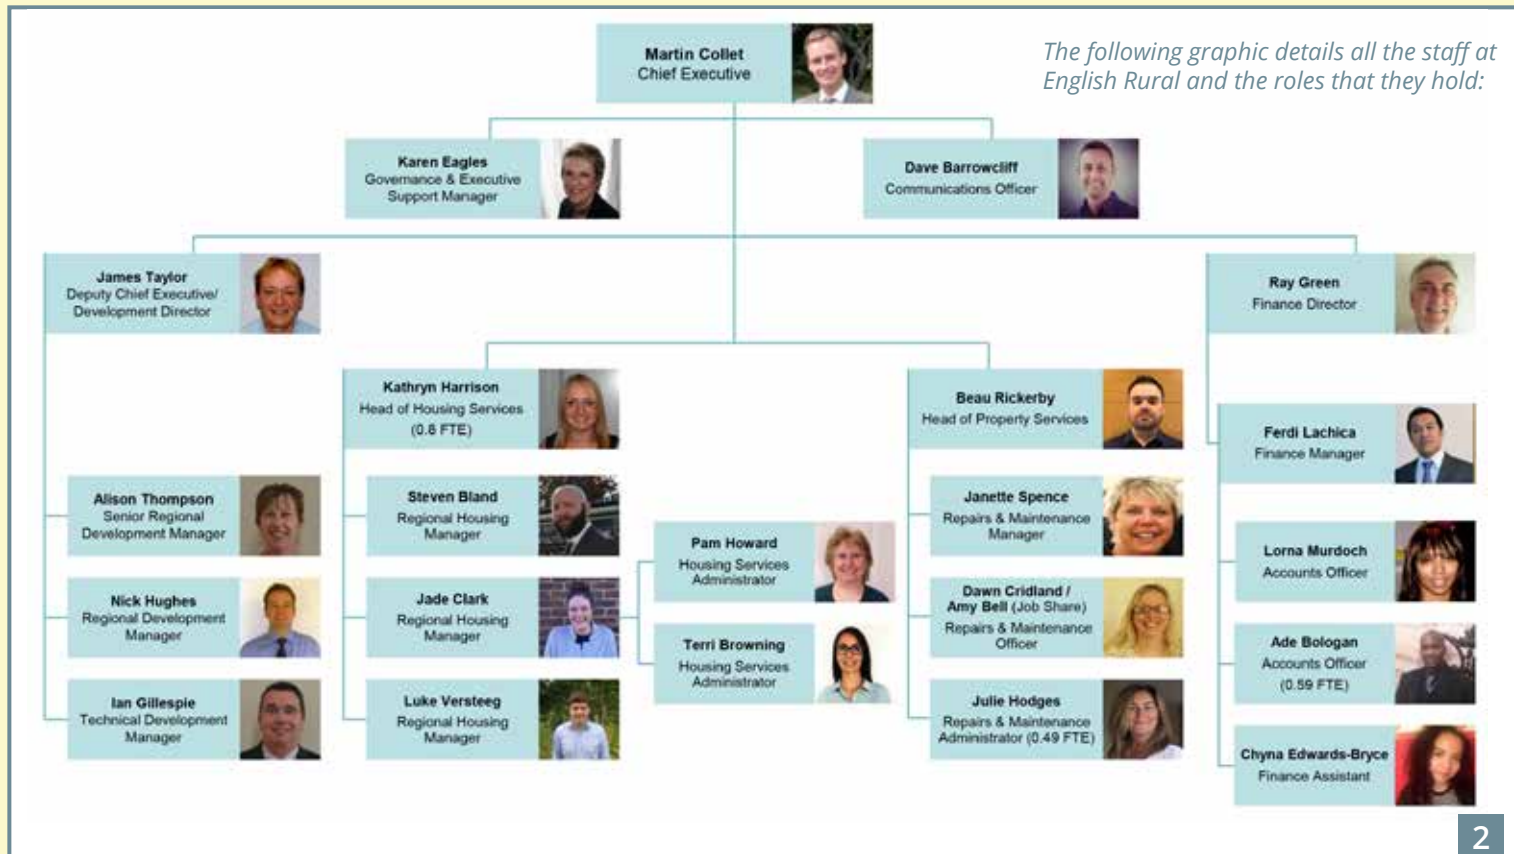 The following graphic details all the staff at
English Rural and the roles that they hold:
Martin Collet
Chief Executive
Karen Eagles
Governance & Executive
Support Manager
Dave Barrowcliff
Communications Officer
James Taylor
Deputy Chief Executive/
Development Director
Ray Green
Finance Director
Kathryn Harrison
Head of Housing Services
(0.8 FTE)
Beau Rickerby
Head of Property Services
Ferdi Lachica
Finance Manager
Alison Thompson
Senior Regional
Development Manager
Steven Bland
Regional Housing
Manager
Janette Spence
Repairs & Maintenance
Manager
Pam Howard
Housing Services
Administrator
Lorna Murdoch
Accounts Officer
Nick Hughes
Regional Development
Manager
Jade Clark
Regional Housing
Manager
Dawn Cridland /
Amy Bell (Job Share)
Repairs & Maintenance
Officer
Terri Browning
Housing Services
Administrator
Ade Bologan
Accounts Officer
(0.59 FTE)
Ian Gillespie
Technical Development
Manager
Luke Versteeg
Regional Housing
Manager
Julie Hodges
Repairs & Maintenance
Administrator (0.49 FTE)
Chyna Edwards-Bryce
Finance Assistant
2